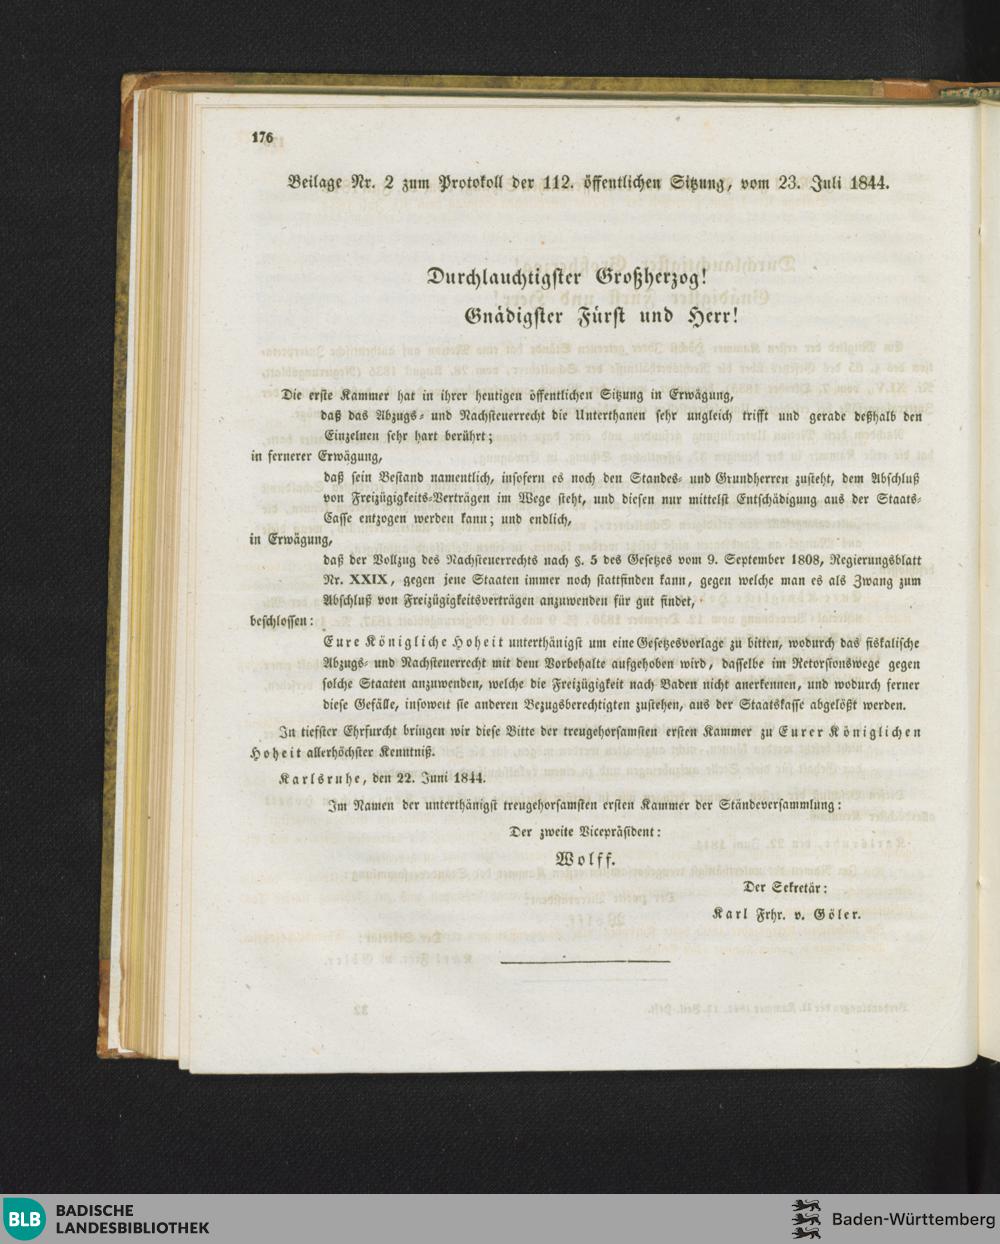 176
Beilage Nr. 2 zum Protokoll der 112. öffentlichen Sitzung, vom 23. Juli 1844.
Durchlauchtigster Großherzog!
Gnädigster Fürst und Herr!
Die erste Kammer hat in ihrer heutigen öffentlichen Sitzung in Erwägung,
daß das Abzugs- und Nachsteuerrecht die Unterthanen sehr ungleich trifft und gerade deßhalb den
Einzelnen sehr hart berührt;
in fernerer Erwägung,
daß sein Bestand namentlich, insofern es noch den Standes- und Grundherren zusteht, dem Abschluß
von Freizügigkeits-Verträgen im Wege steht, und diesen nur mittelst Entschädigung aus der Staats-
Casse entzogen werden kann; und endlich,
in Erwägung,
daß der Vollzug des Nachsteuerrechts nach §. 5 des Gesetzes vom 9. September 1808, Regierungsblatt
Nr. XXIX, gegen jene Staaten immer noch stattfinden kann, gegen welche man es als Zwang zum
Abschluß von Freizügigkeitsverträgen anzuwenden für gut findet,
beschlossen:
Eure Königliche Hoheit unterthänigst um eine Gesetzesvorlage zu bitten, wodurch das fiskalische
Abzugs- und Nachsteuerrecht mit dem Vorbehalte aufgehoben wird, dasselbe im Retorsionswege gegen
solche Staaten anzuwenden, welche die Freizügigkeit nach Baden nicht anerkennen, und wodurch ferner
diese Gefälle, insoweit sie anderen Bezugsberechtigten zustehen, aus der Staatskasse abgelößt werden.
In tiefster Ehrfurcht bringen wir diese Bitte der treugehorsamsten ersten Kammer zu Eurer Königlichen
Hoheit allerhöchster Kenntniß.
Karlsruhe, den 22. Juni 1844.
Im Namen der unterthänigst treugehorsamsten ersten Kammer der Ständeversammlung:
Der zweite Vicepräsident:
Wolff.
Der Sekretär:
Karl Frhr. v. Göler.
BLB BADISCHE
LANDESBIBLIOTHEK
Baden-Württemberg